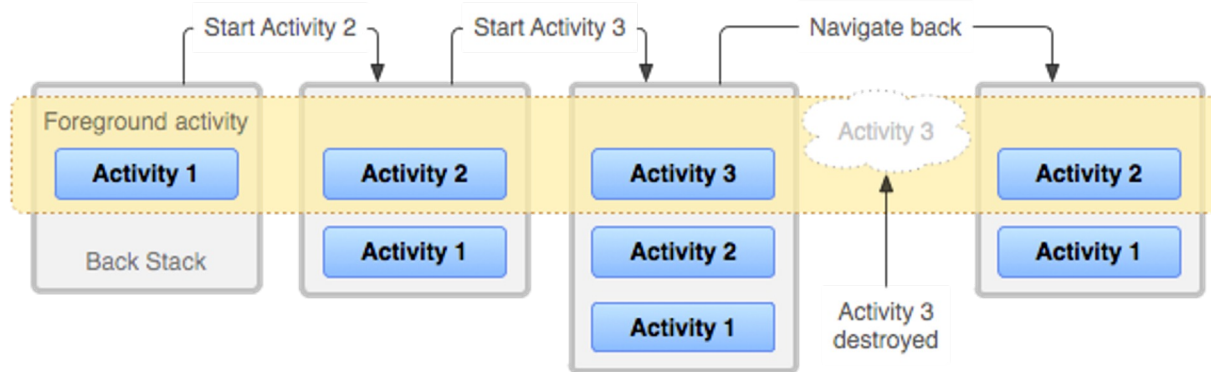 Start Activity 2
Start Activity 3
Navigate back
Foreground activity
Activity 1
Back Stack
Activity 2
Activity 1
Activity 3
Activity 2
Activity 1
Activity 3
Activity 3
destroyed
Activity 2
Activity 1